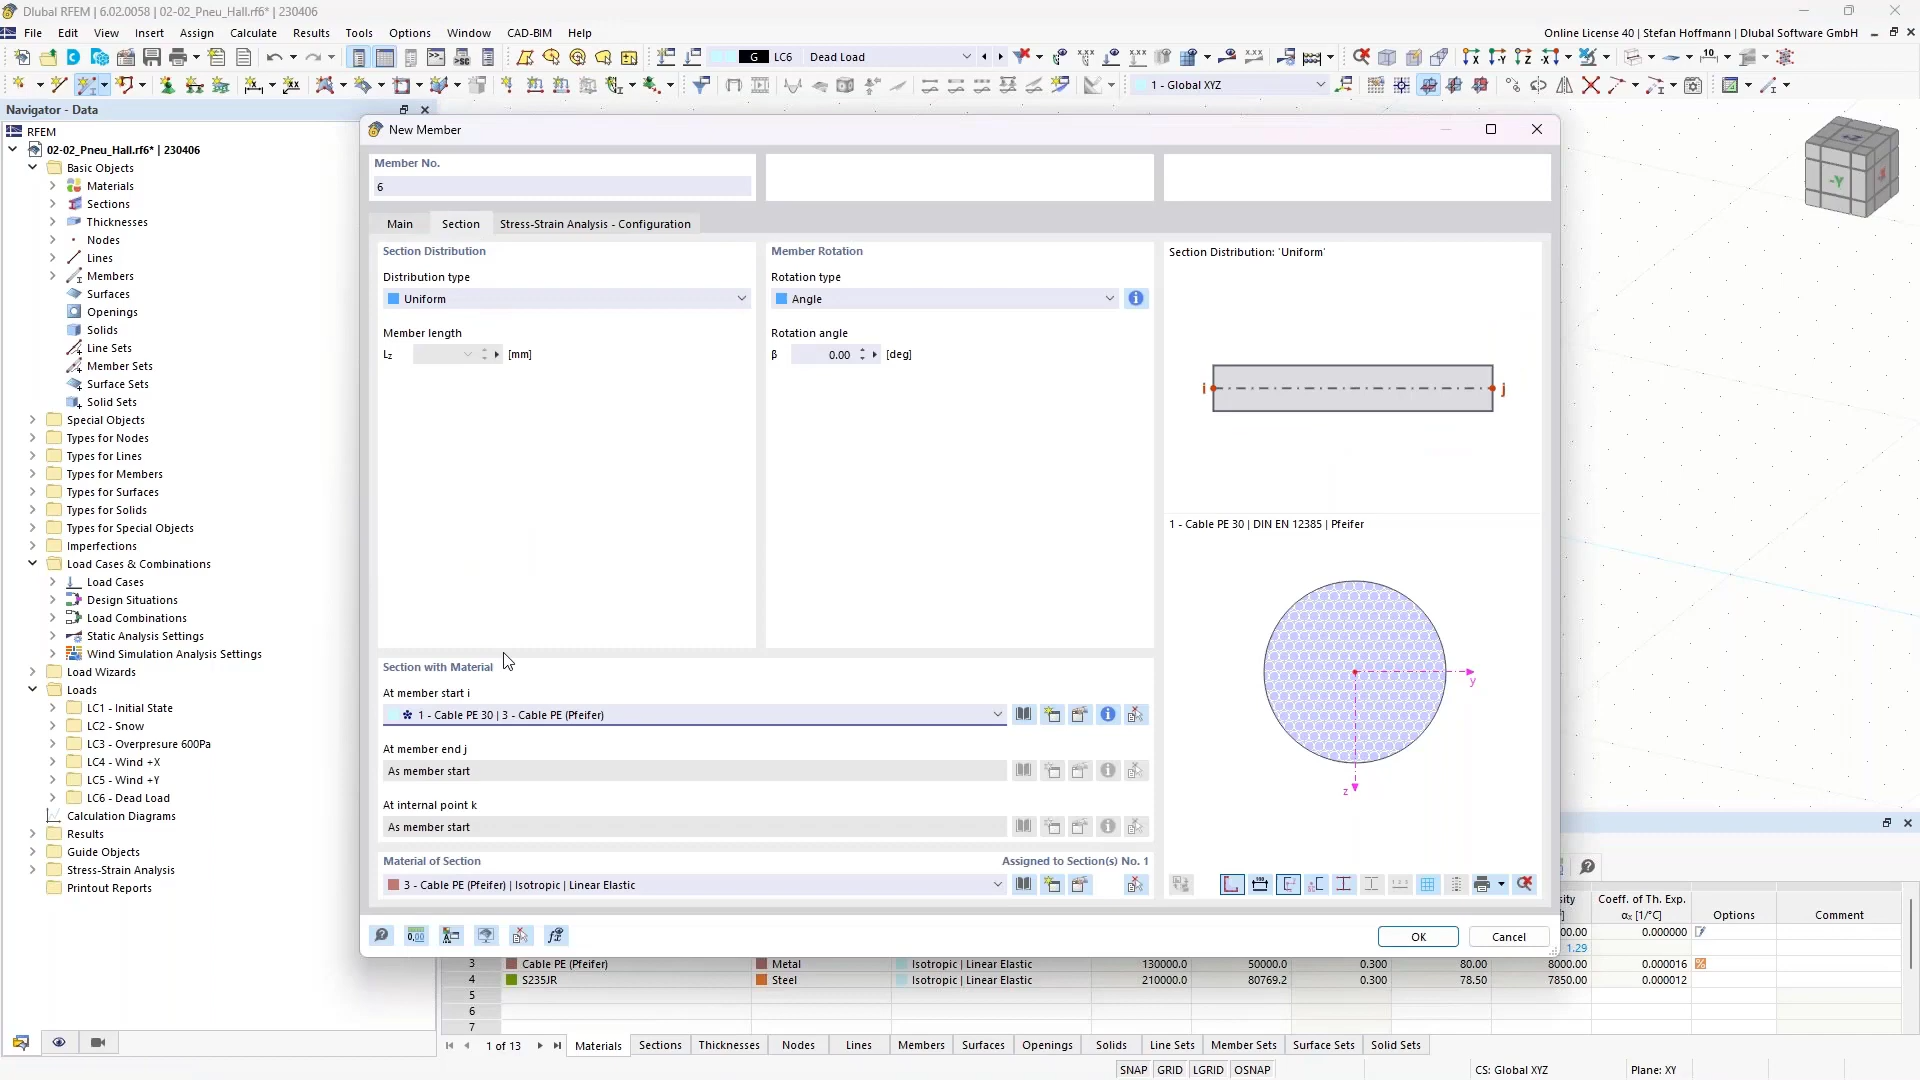 Dlubal RFEM | 6.02.0058 | 02-02_Pneu_Hall.rf6* | 230406
File Edit View Insert Assign Calculate Results Tools Options Window CAD-BIM Help
Online License 40 | Stefan Hoffmann | Dlubal Software GmbH
G LC6 Dead Load
1 - Global XYZ
Navigator - Data
RFEM
02-02_Pneu_Hall.rf6* | 230406
Basic Objects
Materials
Sections
Thicknesses
Nodes
Lines
Members
Surfaces
Openings
Solids
Line Sets
Member Sets
Surface Sets
Solid Sets
Special Objects
Types for Nodes
Types for Lines
Types for Members
Types for Surfaces
Types for Solids
Types for Special Objects
Imperfections
Load Cases & Combinations
Load Cases
Design Situations
Load Combinations
Static Analysis Settings
Wind Simulation Analysis Settings
Load Wizards
Loads
LC1 - Initial State
LC2 - Snow
LC3 - Overpresure 600Pa
LC4 - Wind +X
LC5 - Wind +Y
LC6 - Dead Load
Calculation Diagrams
Results
Guide Objects
Stress-Strain Analysis
Printout Reports
New Member
Member No.
6
Main Section Stress-Strain Analysis - Configuration
Section Distribution
Distribution type
Uniform
Member length
Lz [mm]
Member Rotation
Rotation type
Angle
Rotation angle
β 0.00 [deg]
Section Distribution: 'Uniform'
i j
1 - Cable PE 30 | DIN EN 12385 | Pfeifer
y
z
Section with Material
At member start i
1 - Cable PE 30 | 3 - Cable PE (Pfeifer)
At member end j
As member start
At internal point k
As member start
Material of Section Assigned to Section(s) No. 1
3 - Cable PE (Pfeifer) | Isotropic | Linear Elastic
OK Cancel
-Y
Coeff. of Th. Exp.
αx [1/°C] Options Comment
0.000000
1.29
3 Cable PE (Pfeifer) Metal Isotropic | Linear Elastic 130000.0 50000.0 0.300 80.00 8000.00 0.000016
4 S235JR Steel Isotropic | Linear Elastic 210000.0 80769.2 0.300 78.50 7850.00 0.000012
5
6
7
1 of 13 Materials Sections Thicknesses Nodes Lines Members Surfaces Openings Solids Line Sets Member Sets Surface Sets Solid Sets
SNAP GRID LGRID OSNAP CS: Global XYZ Plane: XY